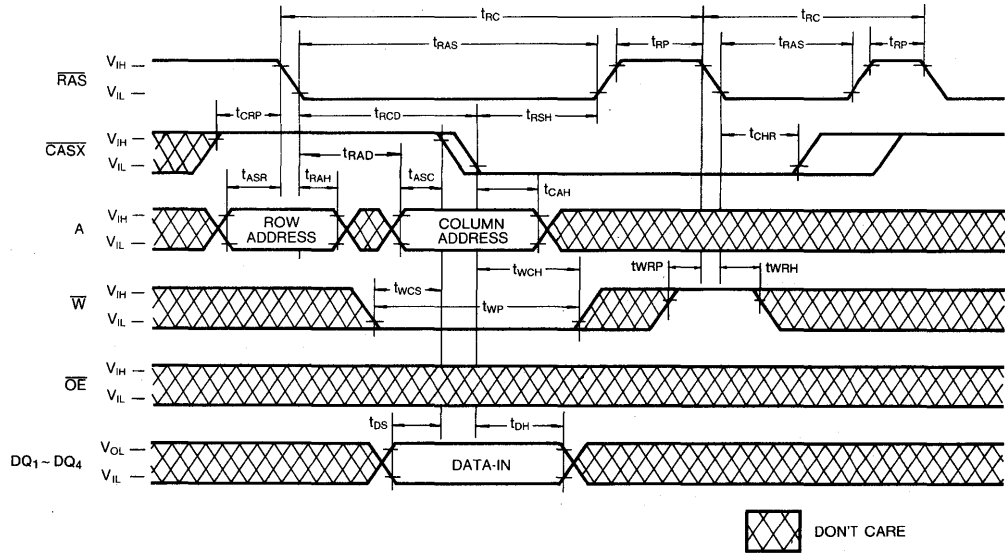 tRC tRC
tRAS tRP tRAS tRP
RAS VIH
VIL
tCRP tRCD tRSH tCHR
CASX VIH
VIL
tRAD
tASR tRAH tASC tCAH
A VIH
VIL
ROW ADDRESS
COLUMN ADDRESS
tWCH tWRP tWRH
tWCS
tWP
W VIH
VIL
OE VIH
VIL
tDS tDH
DQ1~DQ4 VOL
VIL
DATA-IN
DON'T CARE